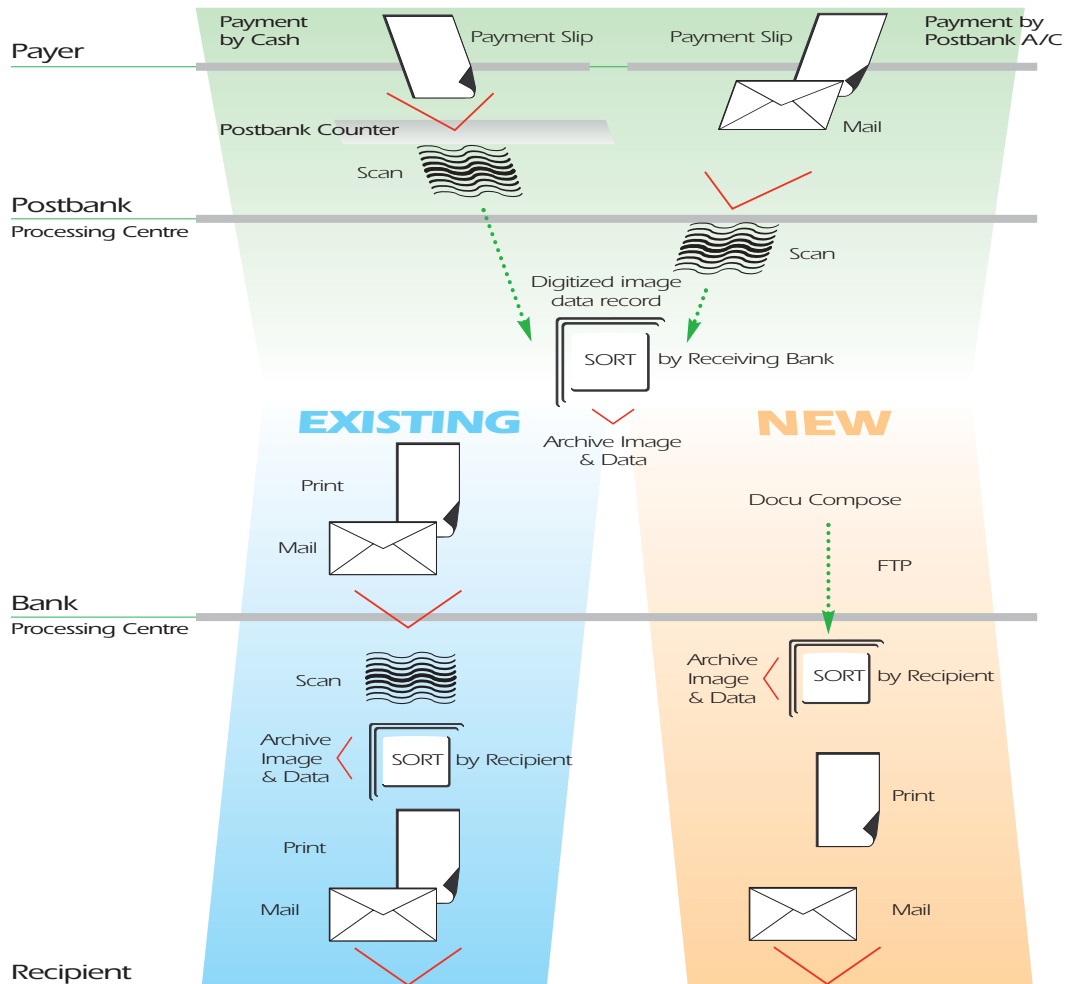 Payment
by Cash
Payment Slip
Payment Slip
Payment by
Postbank A/C
Payer
Postbank Counter
Mail
Scan
Postbank
Processing Centre
Scan
Digitized image
data record
SORT
by Receiving Bank
EXISTING
NEW
Archive Image
& Data
Print
Mail
Docu Compose
FTP
Bank
Processing Centre
Scan
Archive
Image
& Data
SORT
by Recipient
Archive
Image
& Data
SORT
by Recipient
Print
Print
Mail
Mail
Recipient